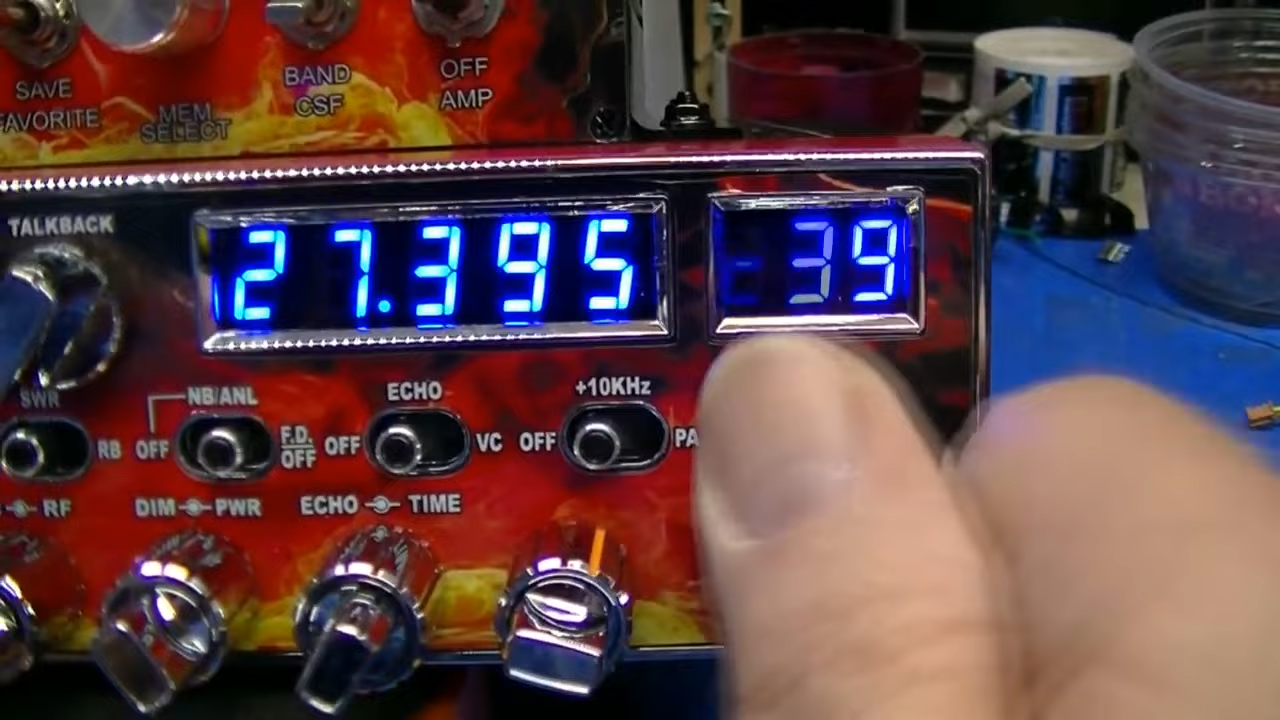 SAVE
FAVORITE
MEM
SELECT
BAND
CSF
OFF
AMP
TALKBACK
27.395
39
SWR
RB
NB/ANL
OFF
F.D.
OFF
ECHO
OFF
VC
+10KHz
OFF
PA
RF
DIM PWR
ECHO TIME